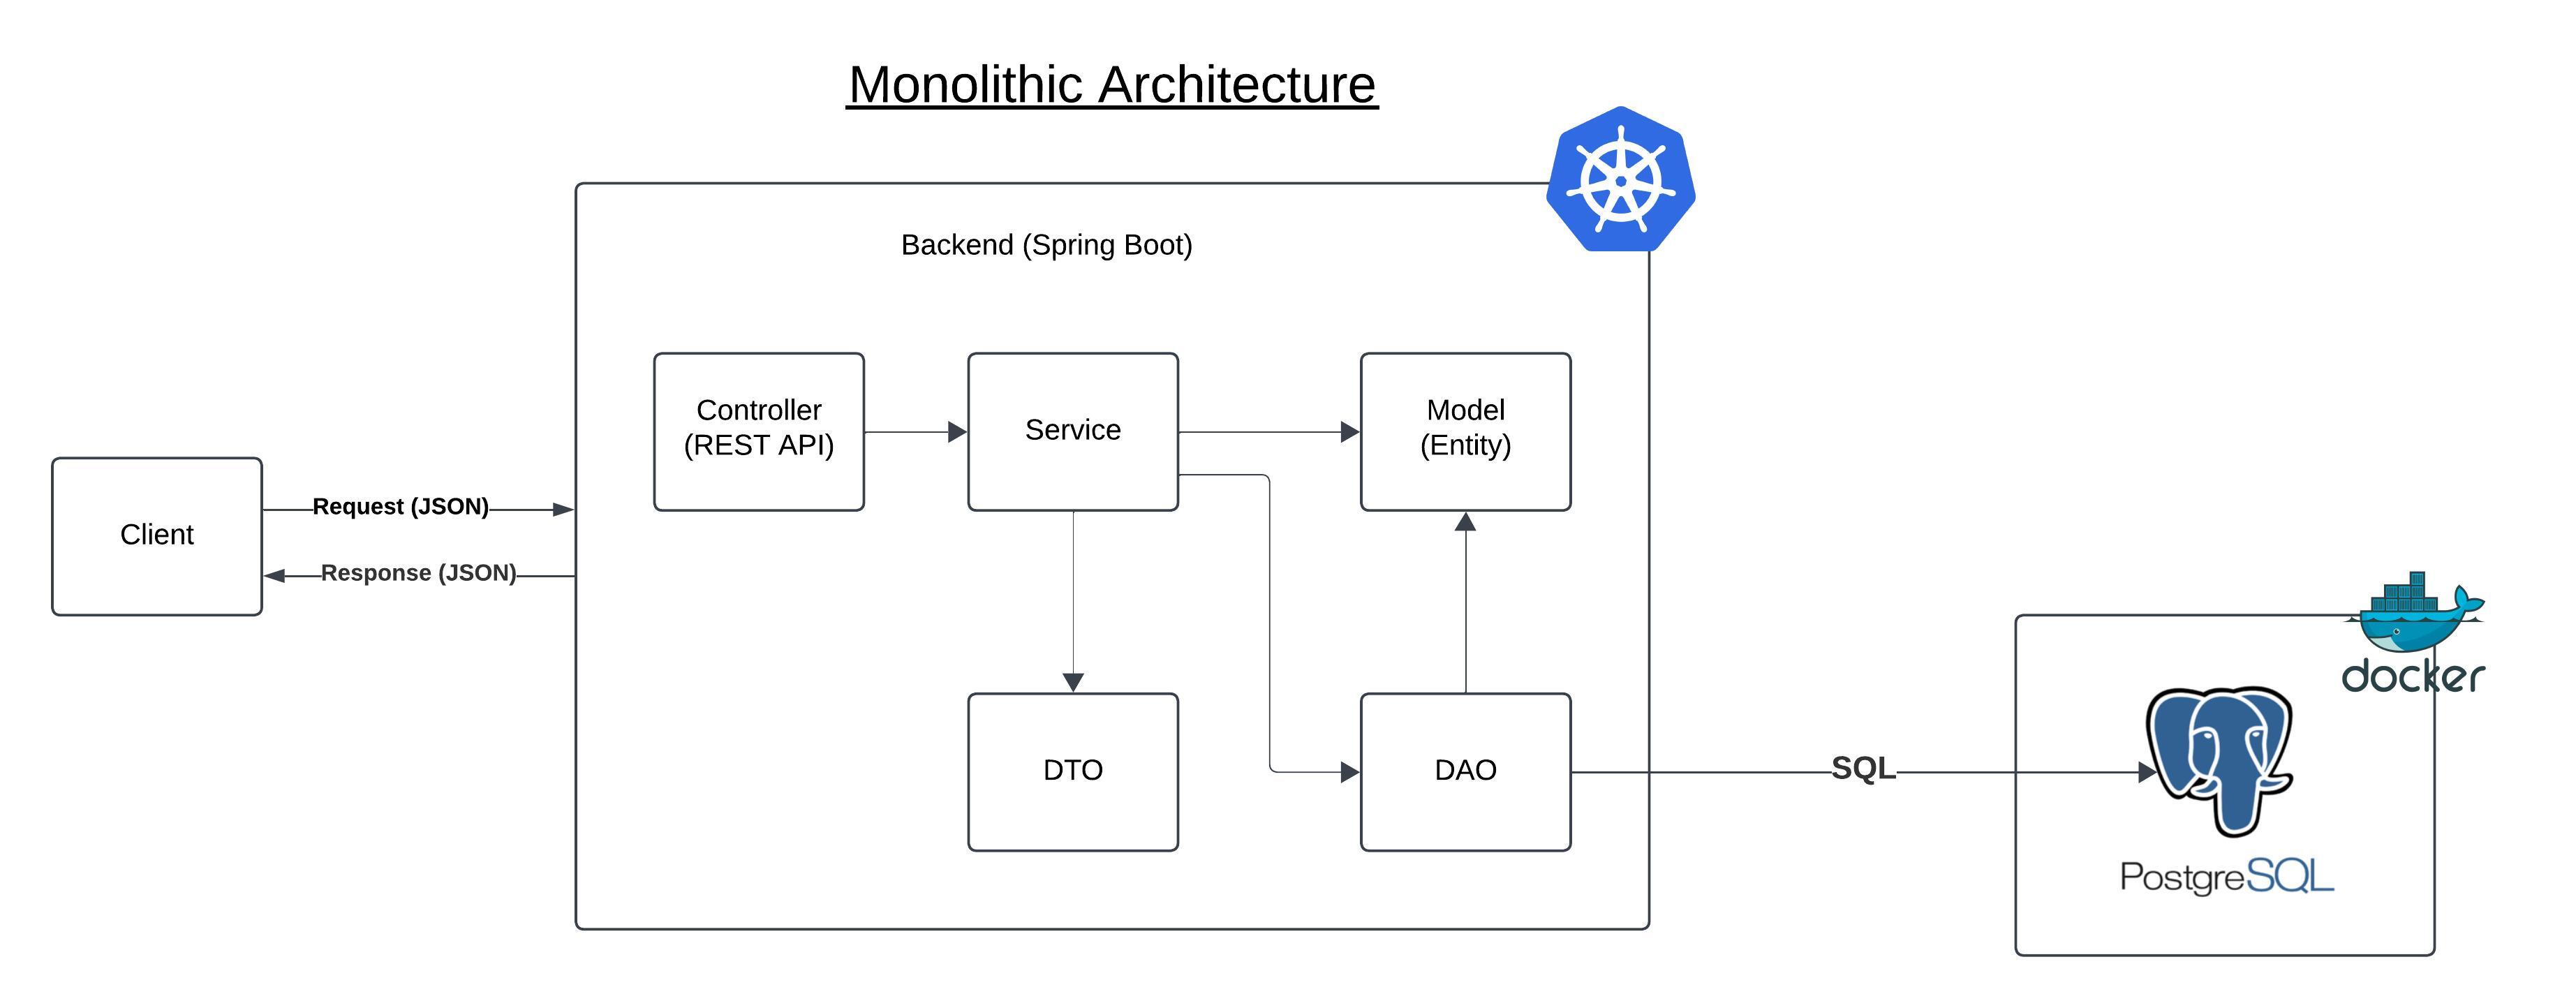 Monolithic Architecture
Backend (Spring Boot)
Controller
(REST API)
Service
Model
(Entity)
Client
Request (JSON)
Response (JSON)
DTO
DAO
SQL
docker
PostgreSQL